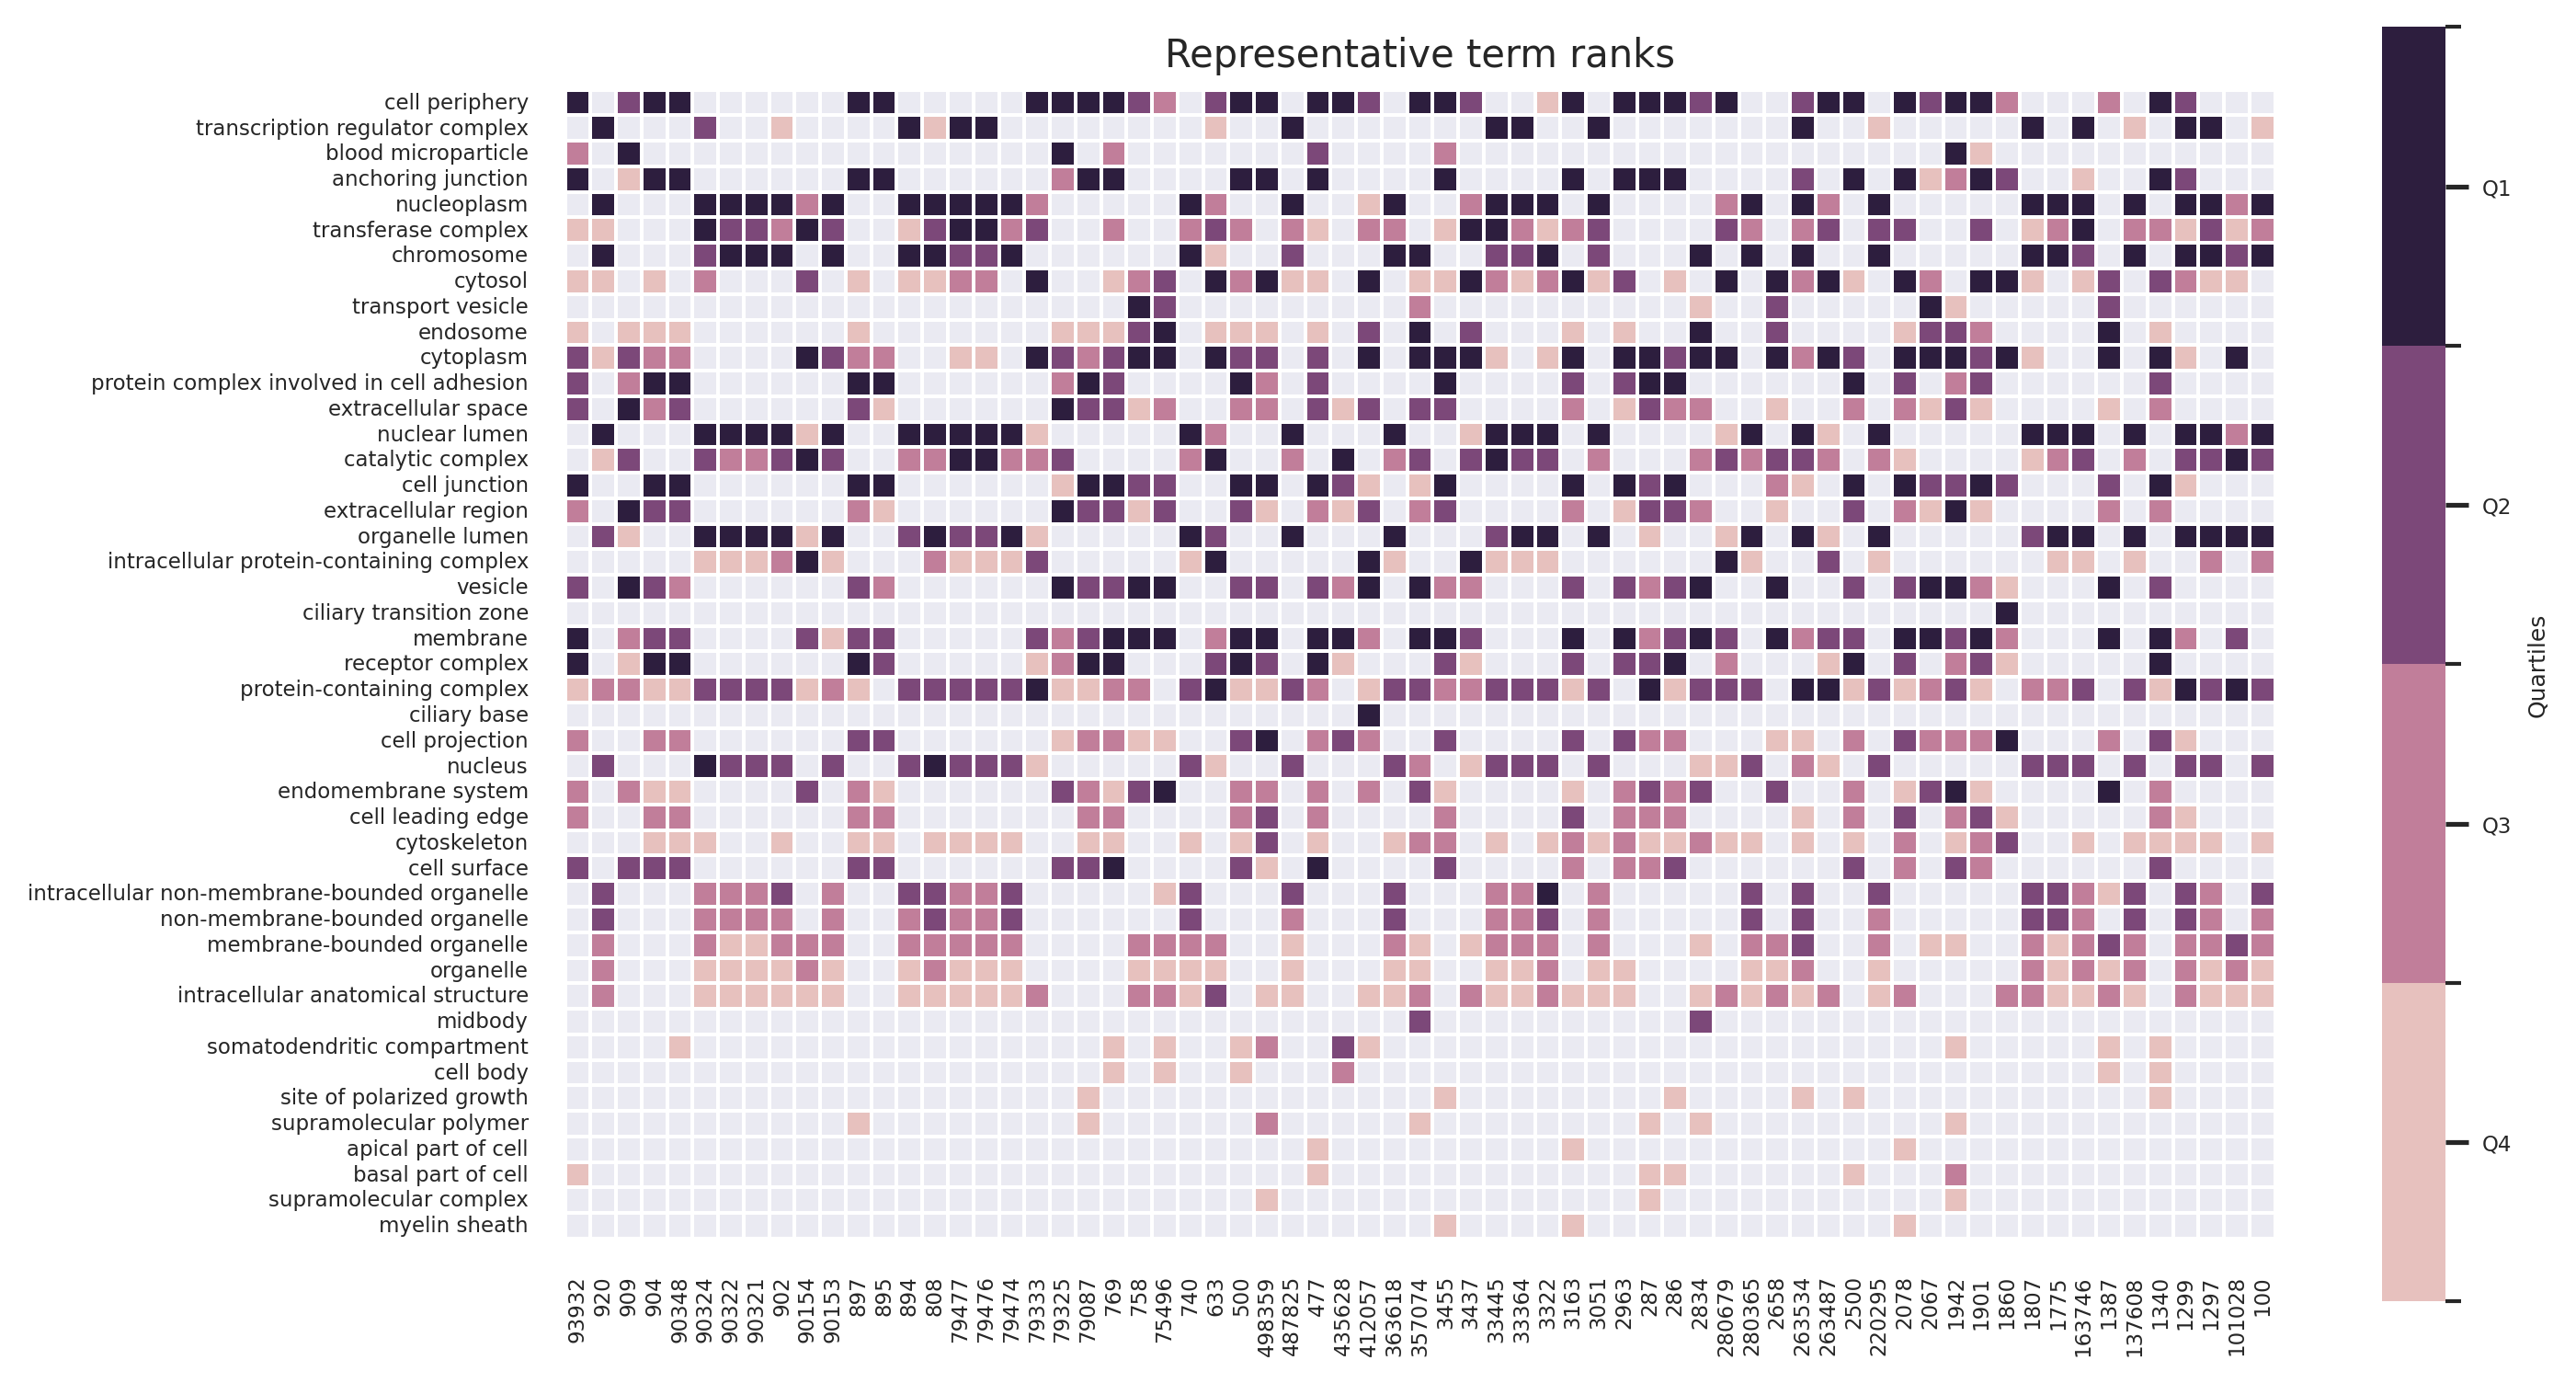 Representative term ranks
cell periphery
transcription regulator complex
blood microparticle
anchoring junction
nucleoplasm
transferase complex
chromosome
cytosol
transport vesicle
endosome
cytoplasm
protein complex involved in cell adhesion
extracellular space
nuclear lumen
catalytic complex
cell junction
extracellular region
organelle lumen
intracellular protein-containing complex
vesicle
ciliary transition zone
membrane
receptor complex
protein-containing complex
ciliary base
cell projection
nucleus
endomembrane system
cell leading edge
cytoskeleton
cell surface
intracellular non-membrane-bounded organelle
non-membrane-bounded organelle
membrane-bounded organelle
organelle
intracellular anatomical structure
midbody
somatodendritic compartment
cell body
site of polarized growth
supramolecular polymer
apical part of cell
basal part of cell
supramolecular complex
myelin sheath
93932
920
909
904
90348
90324
90322
90321
902
90154
90153
897
895
894
808
79477
79476
79474
79333
79325
79087
769
758
75496
740
633
500
498359
487825
477
435628
412057
363618
357074
3455
3437
33445
33364
3322
3163
3051
2963
287
286
2834
280679
280365
2658
263534
263487
2500
220295
2078
2067
1942
1901
1860
1807
1775
163746
1387
137608
1340
1299
1297
101028
100
Q1
Q2
Q3
Q4
Quartiles